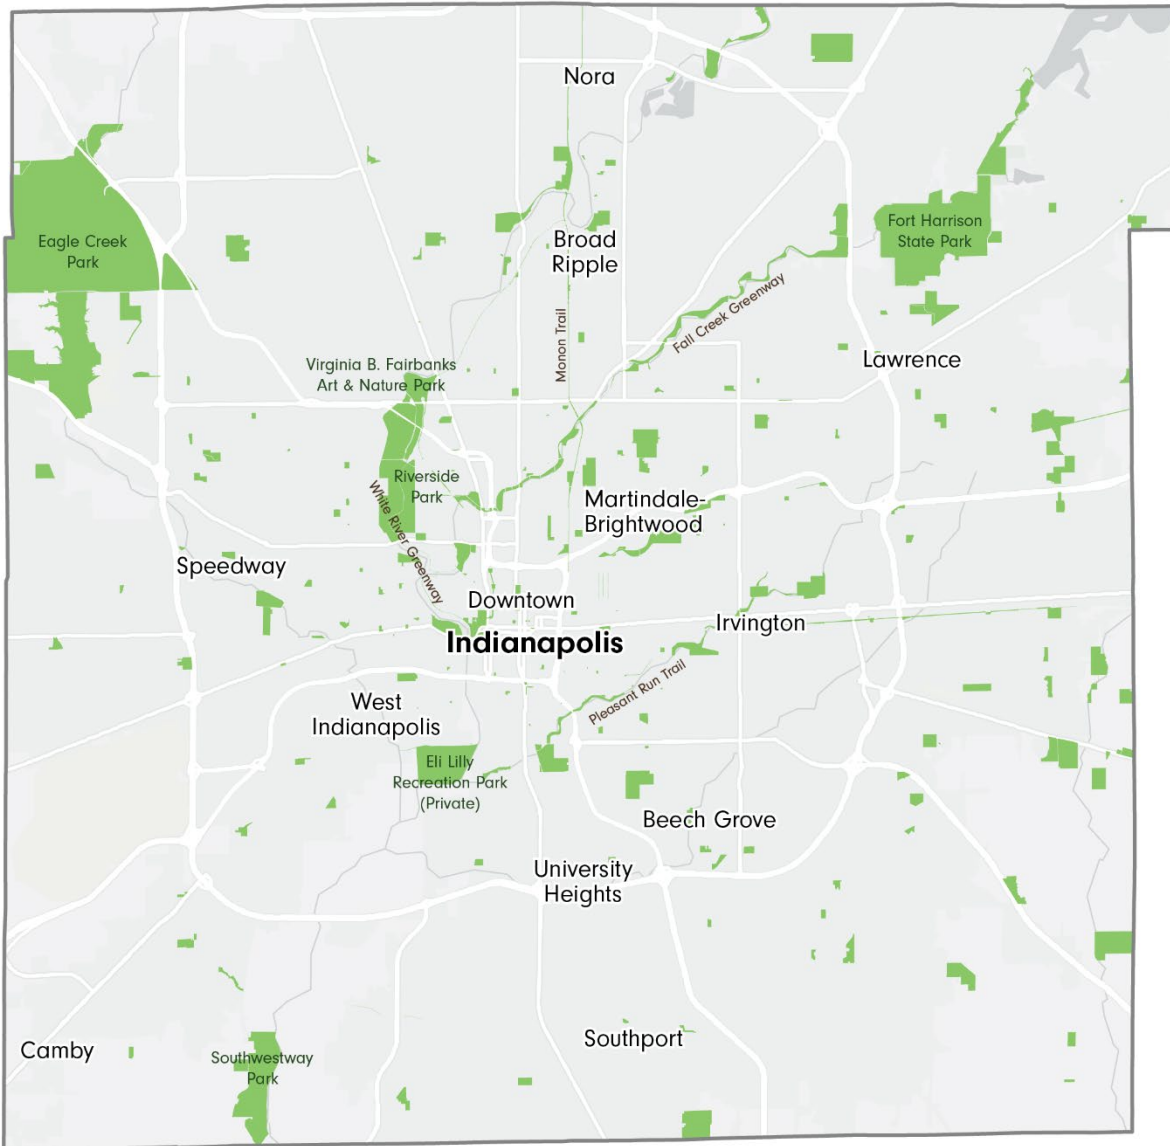 Nora
Fort Harrison
State Park
Eagle Creek
Park
Broad
Ripple
Fall Creek Greenway
Monon Trail
Lawrence
Virginia B. Fairbanks
Art & Nature Park
Riverside
Park
Martindale-
Brightwood
White River Greenway
Speedway
Downtown
Indianapolis
Irvington
Pleasant Run Trail
West
Indianapolis
Eli Lilly
Recreation Park
(Private)
Beech Grove
University
Heights
Southport
Camby
Southwestway
Park